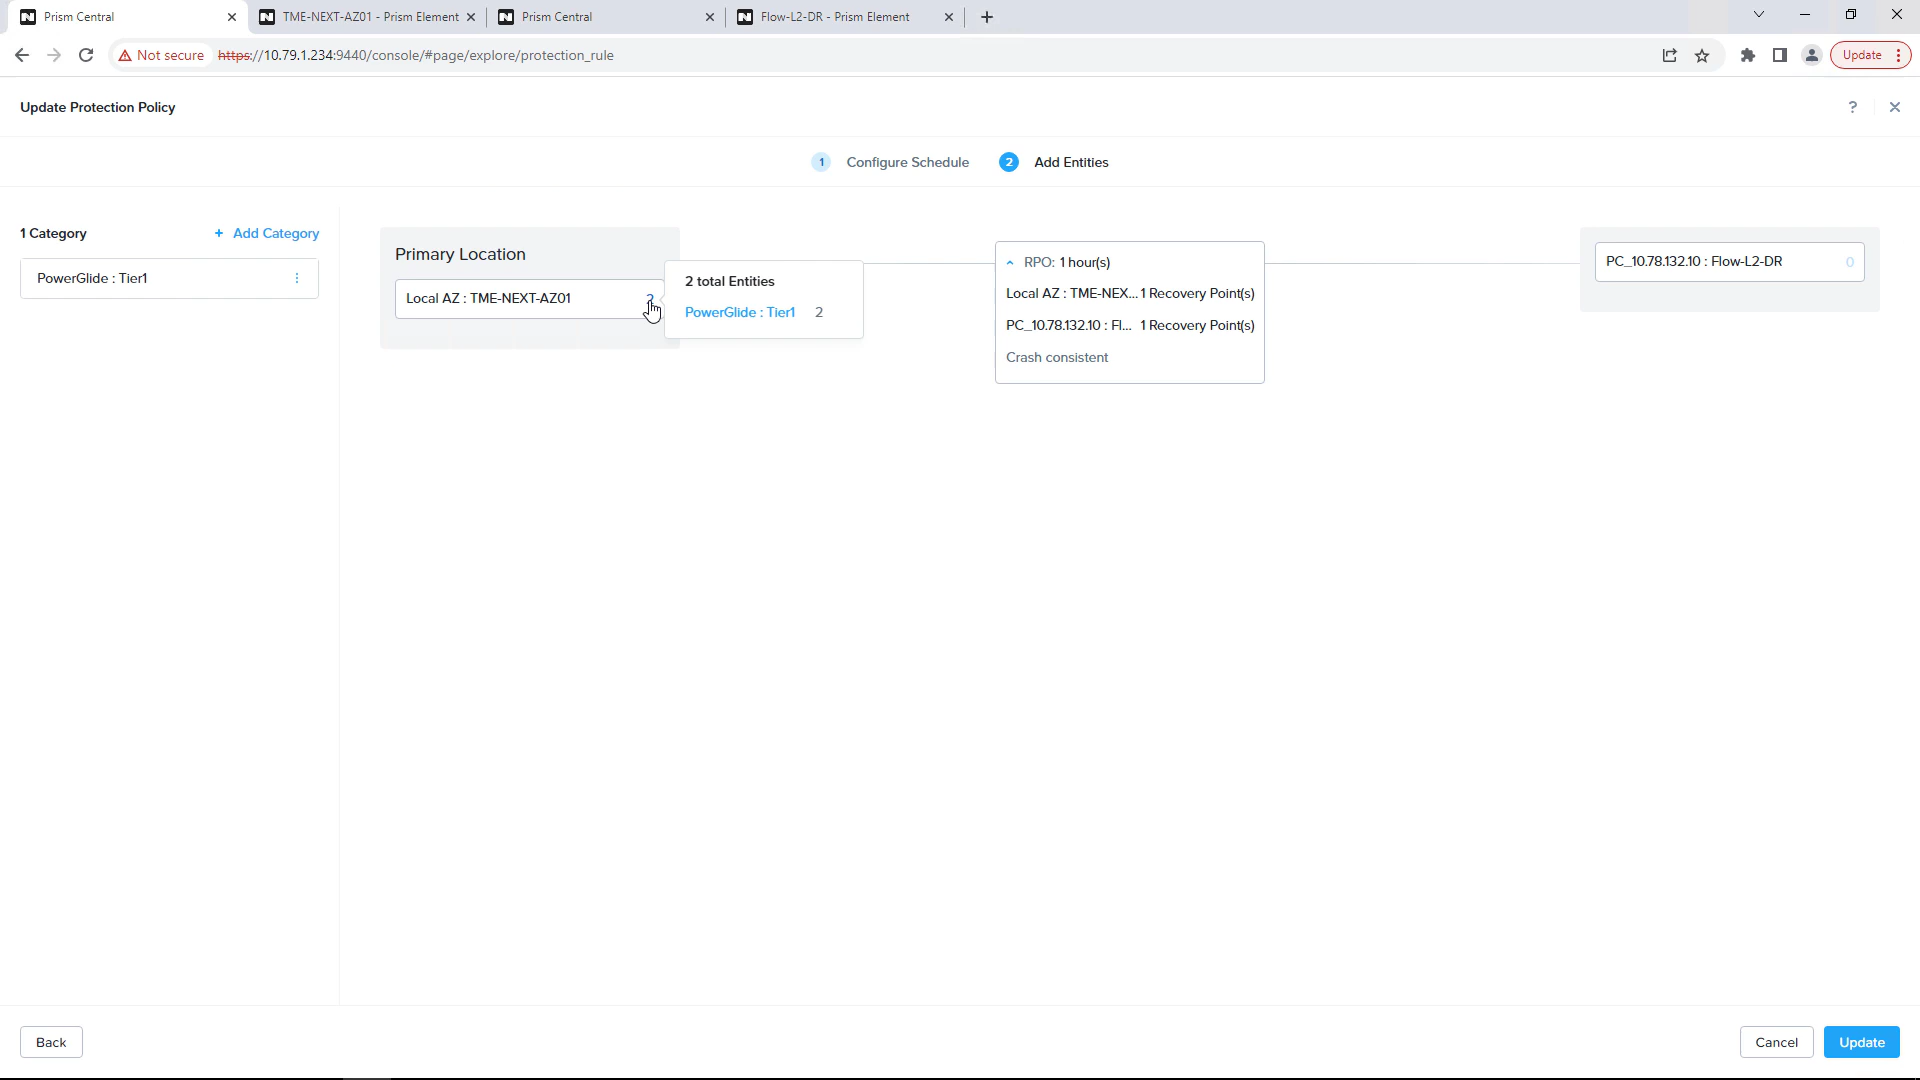 Prism Central
TME-NEXT-AZ01 - Prism Element
Prism Central
Flow-L2-DR - Prism Element
Not secure
https://10.79.1.234:9440/console/#page/explore/protection_rule
Update
Update Protection Policy
?
1 Configure Schedule
2 Add Entities
1 Category
+ Add Category
PowerGlide : Tier1
Primary Location
Local AZ : TME-NEXT-AZ01 2
2 total Entities
PowerGlide : Tier1 2
RPO: 1 hour(s)
Local AZ : TME-NEX... 1 Recovery Point(s)
PC_10.78.132.10 : Fl... 1 Recovery Point(s)
Crash consistent
PC_10.78.132.10 : Flow-L2-DR 0
Back
Cancel
Update